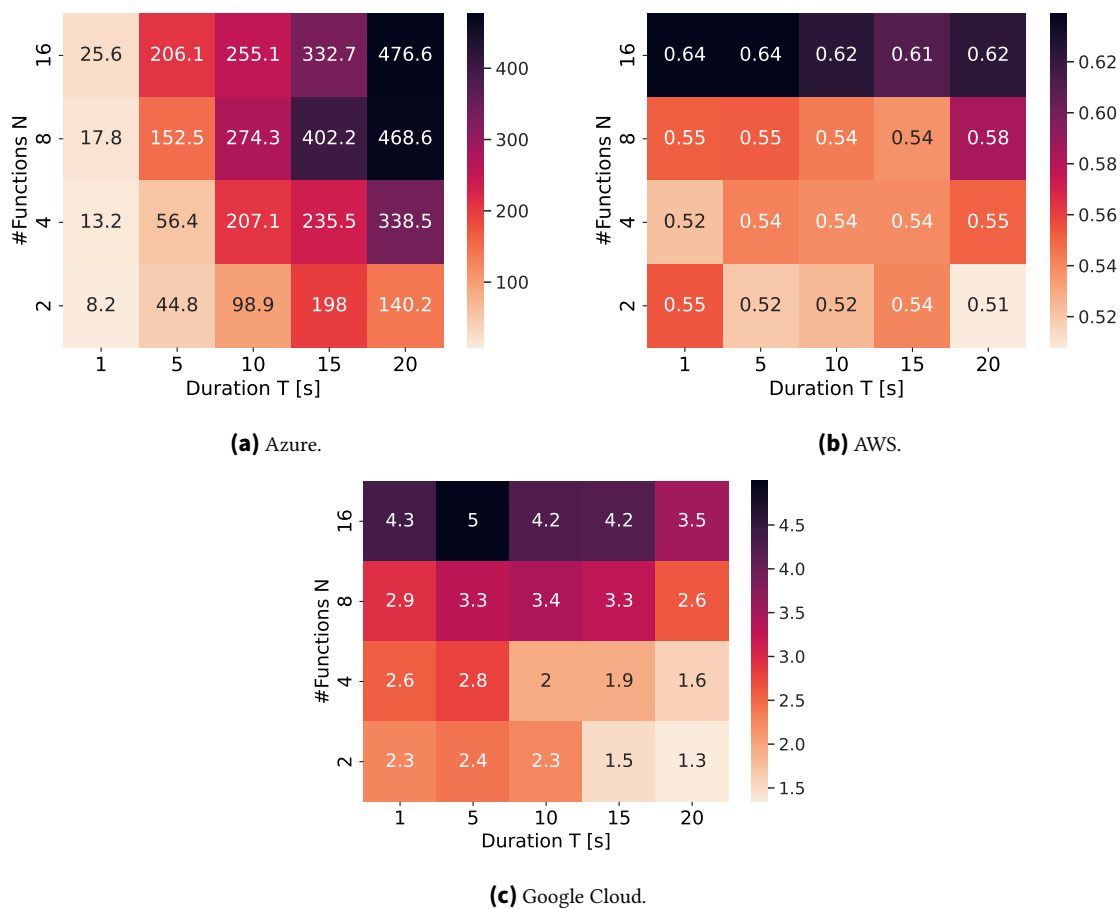 16 25.6 206.1 255.1 332.7 476.6
8 17.8 152.5 274.3 402.2 468.6
4 13.2 56.4 207.1 235.5 338.5
2 8.2 44.8 98.9 198 140.2
1 5 10 15 20
Duration T [s]
#Functions N
400
300
200
100
(a) Azure.
16 0.64 0.64 0.62 0.61 0.62
8 0.55 0.55 0.54 0.54 0.58
4 0.52 0.54 0.54 0.54 0.55
2 0.55 0.52 0.52 0.54 0.51
1 5 10 15 20
Duration T [s]
#Functions N
0.62
0.60
0.58
0.56
0.54
0.52
(b) AWS.
16 4.3 5 4.2 4.2 3.5
8 2.9 3.3 3.4 3.3 2.6
4 2.6 2.8 2 1.9 1.6
2 2.3 2.4 2.3 1.5 1.3
1 5 10 15 20
Duration T [s]
#Functions N
4.5
4.0
3.5
3.0
2.5
2.0
1.5
(c) Google Cloud.